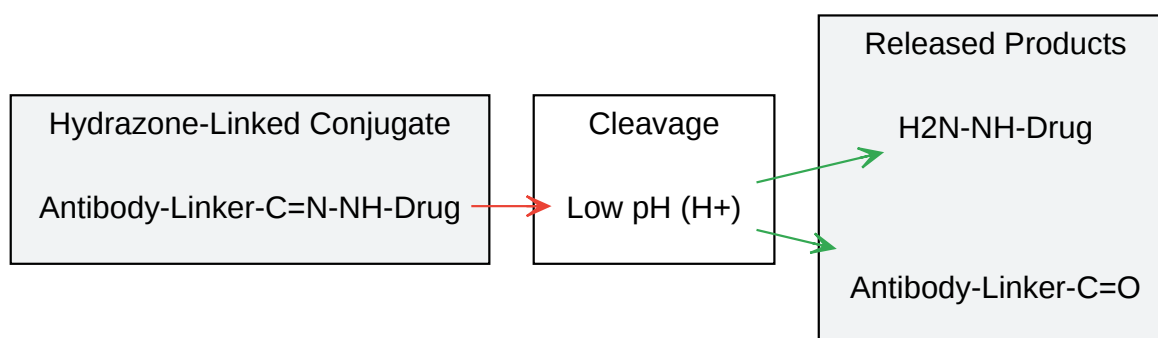 Hydrazone-Linked Conjugate
Antibody-Linker-C=N-NH-Drug
Cleavage
Low pH (H+)
Released Products
H2N-NH-Drug
Antibody-Linker-C=O